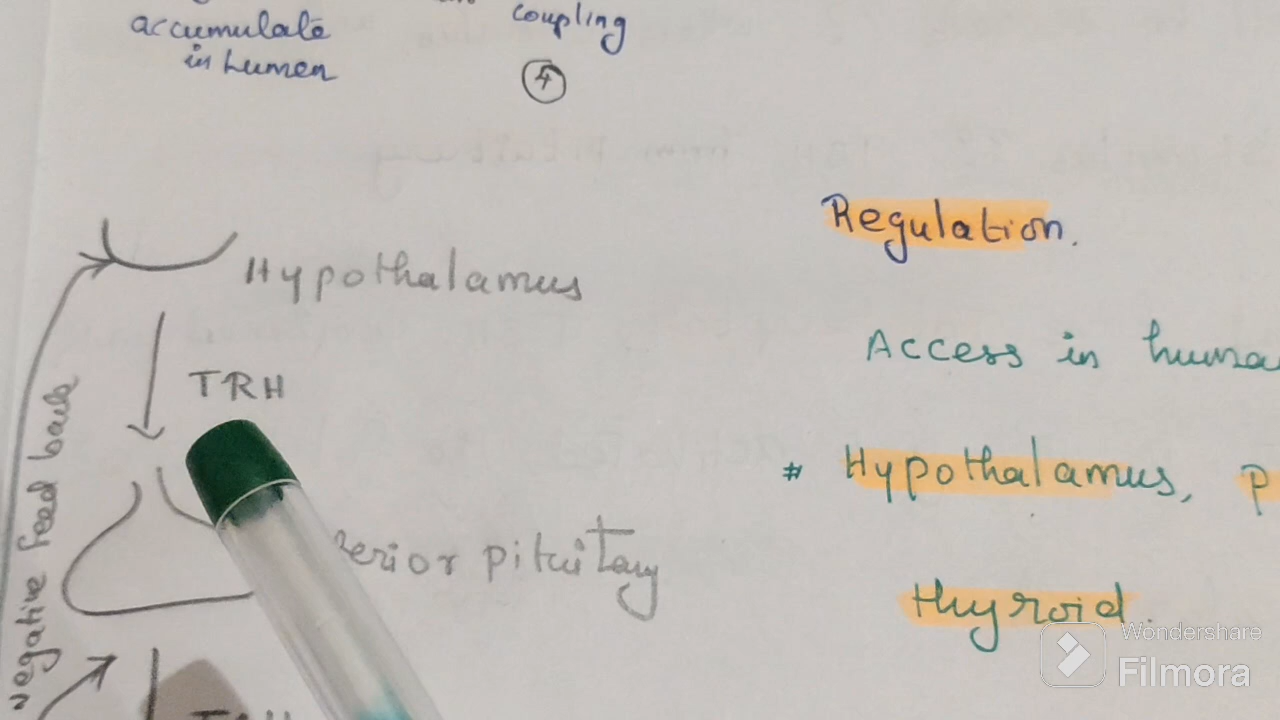 accumulate
in lumen
coupling
4
Hypothalamus
TRH
negative feed back
erior pituitary
Regulation.
Access in huma
* Hypothalamus, P
thyroid.
Wondershare
Filmora